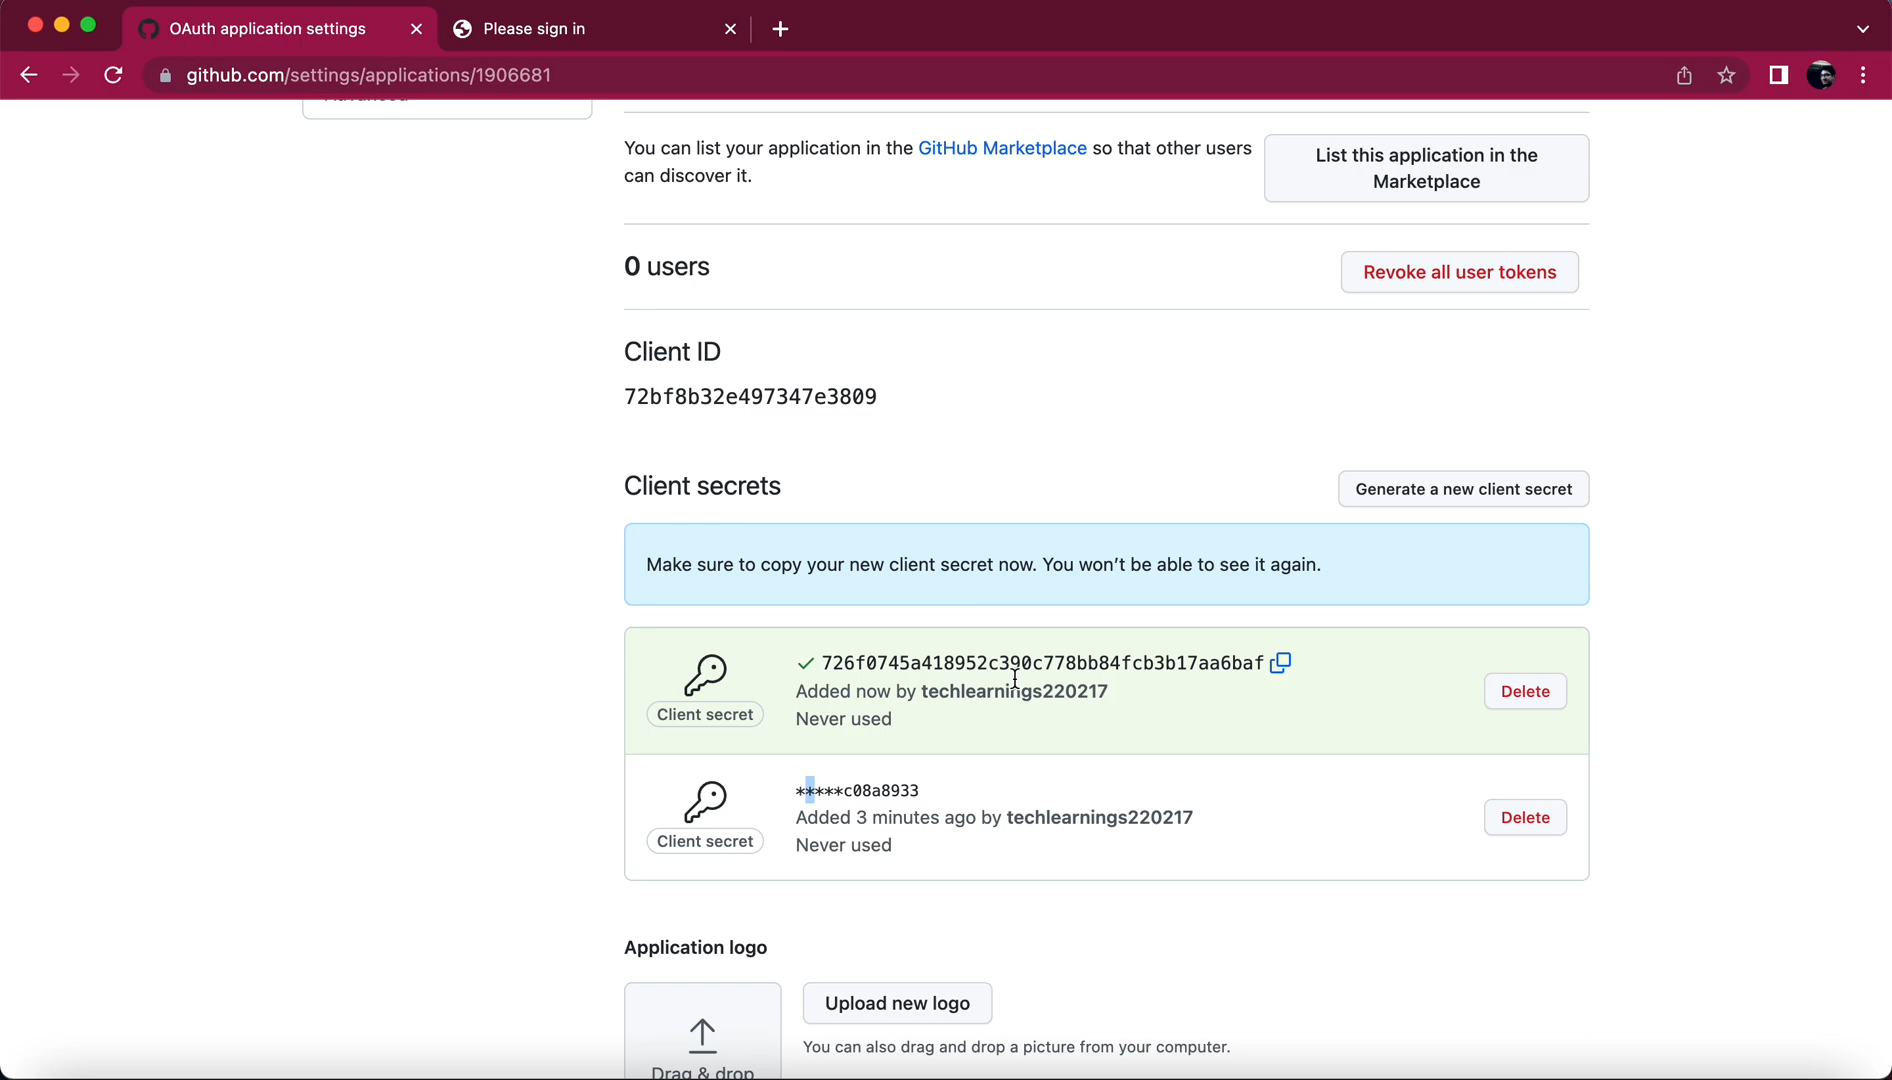 OAuth application settings
Please sign in
github.com/settings/applications/1906681
Advanced
You can list your application in the GitHub Marketplace so that other users
can discover it.
List this application in the
Marketplace
0 users
Revoke all user tokens
Client ID
72bf8b32e497347e3809
Client secrets
Generate a new client secret
Make sure to copy your new client secret now. You won’t be able to see it again.
726f0745a418952c390c778bb84fcb3b17aa6baf
Added now by techlearnings220217
Never used
Client secret
Delete
*****c08a8933
Added 3 minutes ago by techlearnings220217
Never used
Client secret
Delete
Application logo
Upload new logo
You can also drag and drop a picture from your computer.
Drag & drop